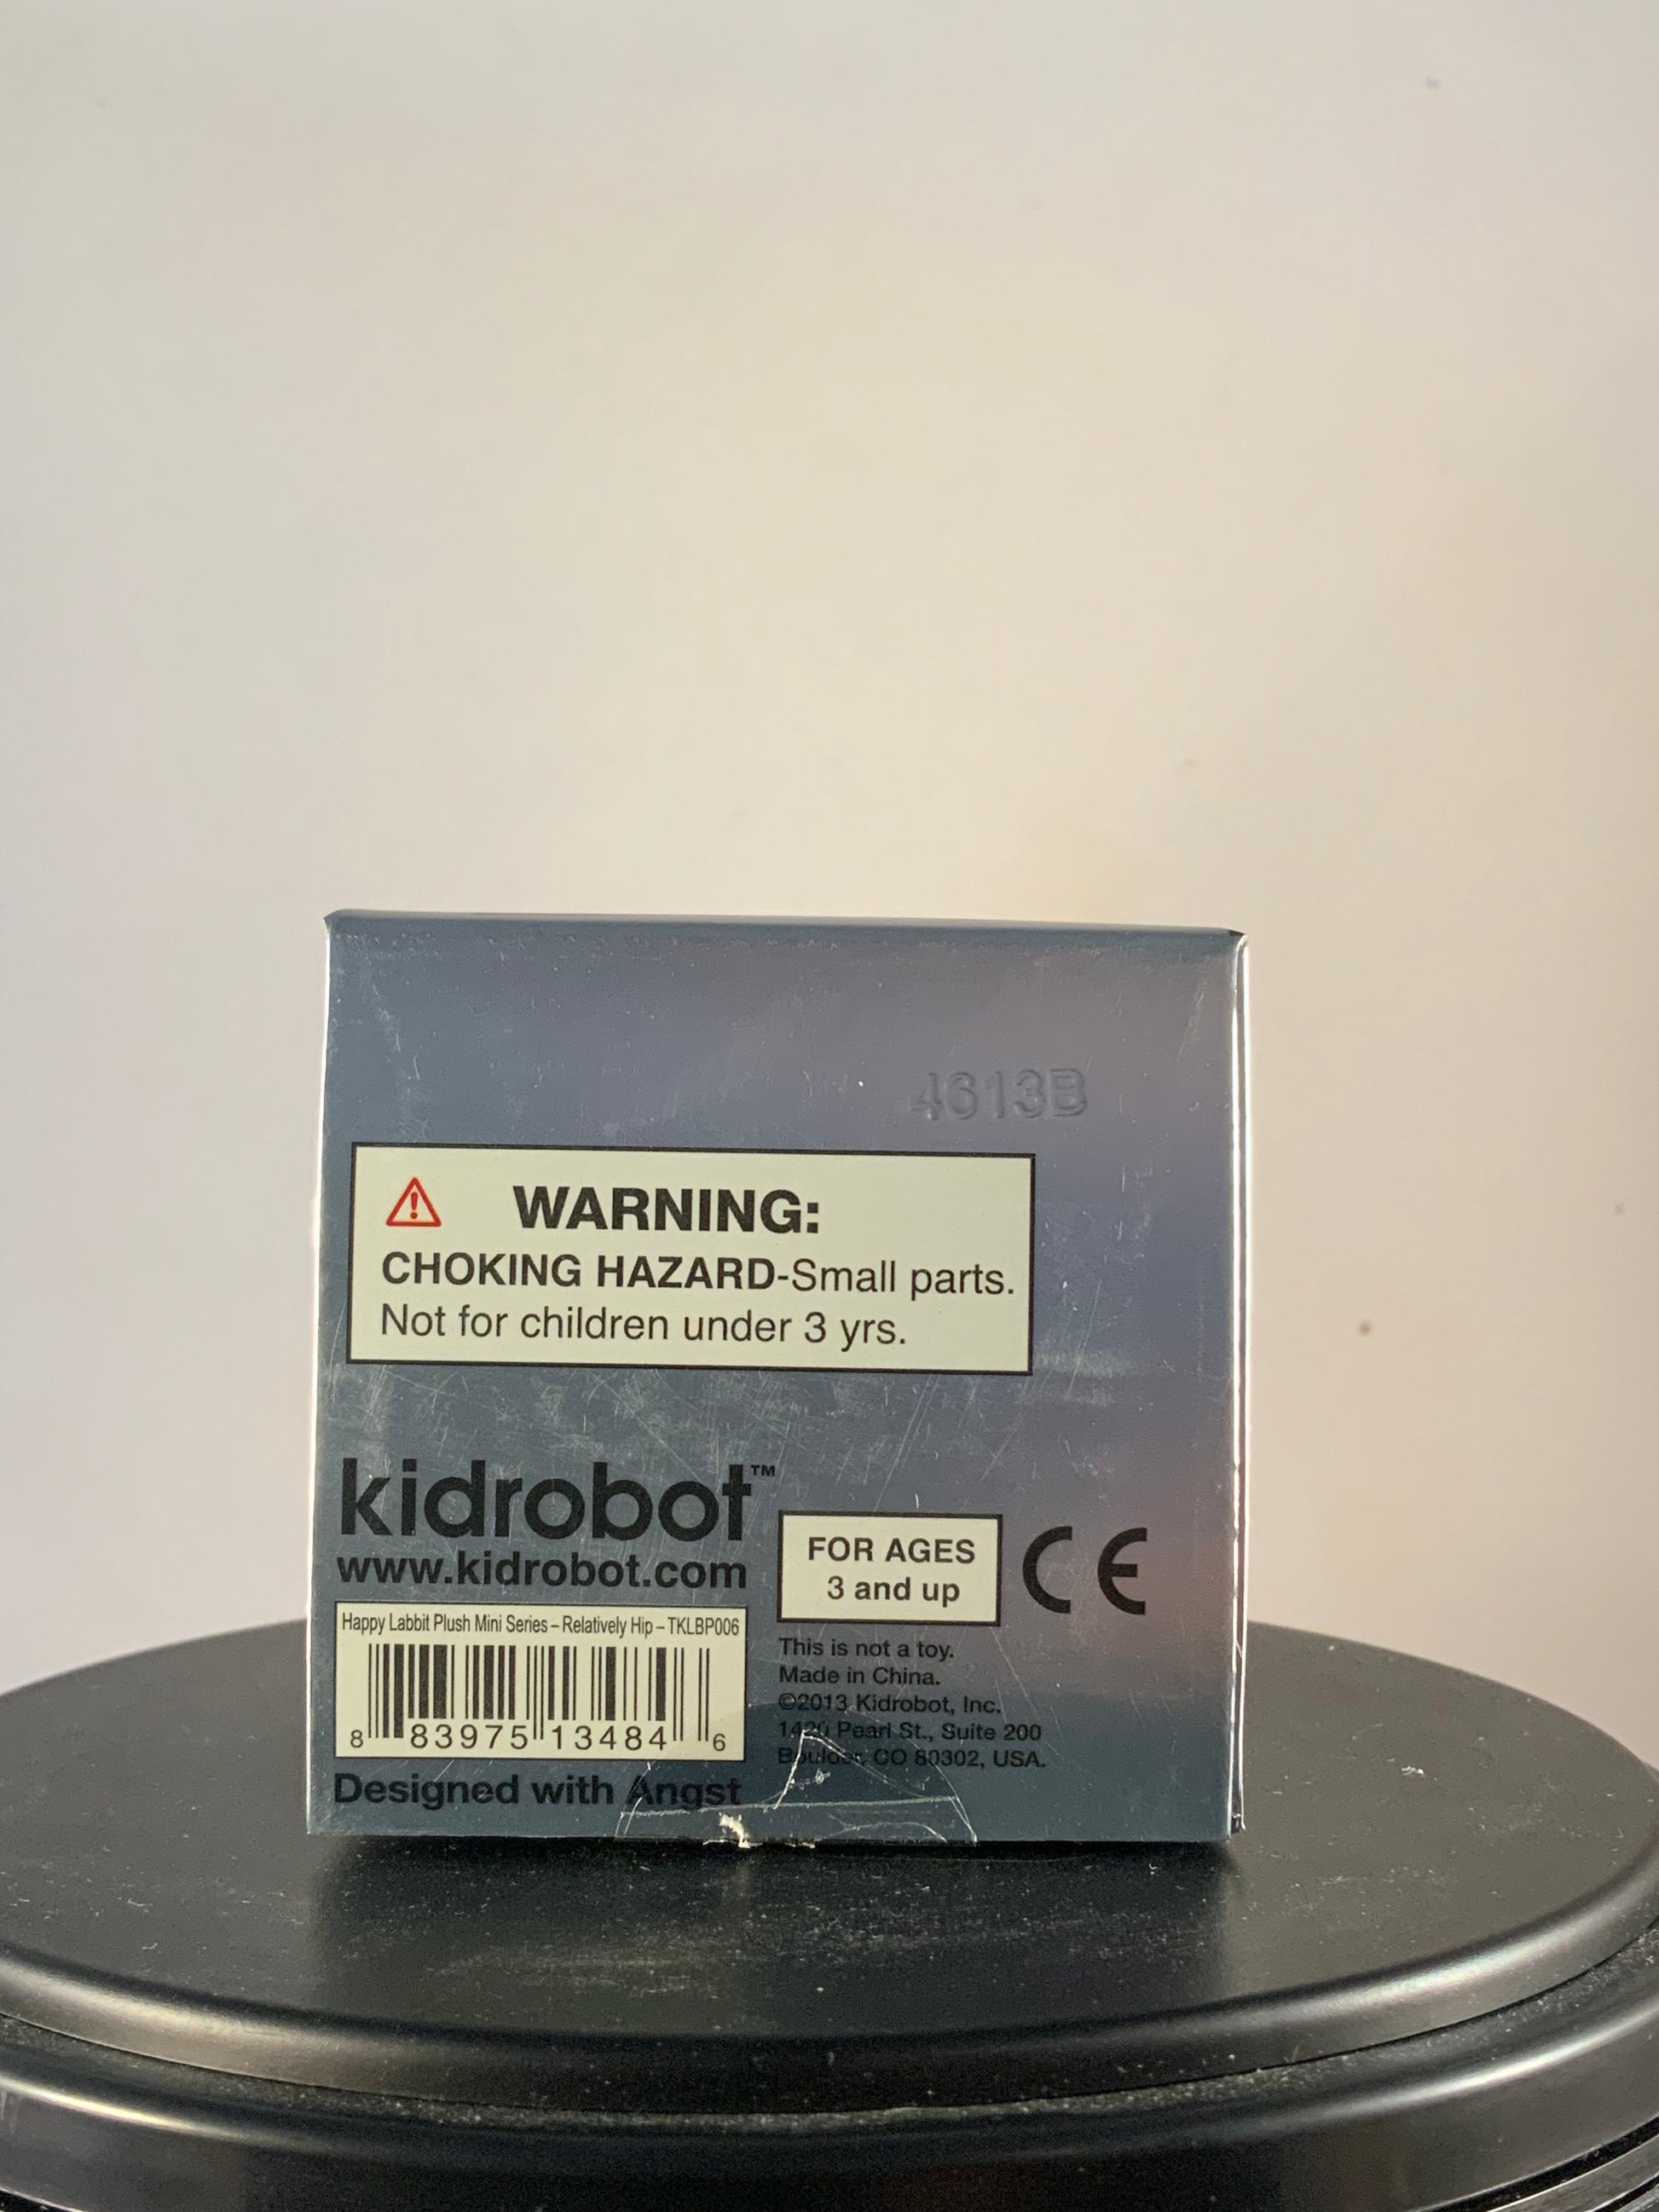 4613B
WARNING:
CHOKING HAZARD-Small parts.
Not for children under 3 yrs.
kidrobot™
www.kidrobot.com
Happy Labbit Plush Mini Series – Relatively Hip – TKLBP006
8 83975 13484 6
Designed with Angst
FOR AGES
3 and up
CE
This is not a toy.
Made in China.
©2013 Kidrobot, Inc.
1420 Pearl St., Suite 200
Boulder, CO 80302, USA.